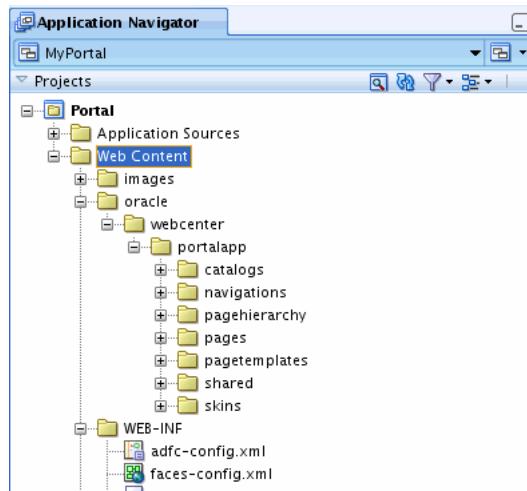 Application Navigator
MyPortal
Projects
Portal
Application Sources
Web Content
images
oracle
webcenter
portalapp
catalogs
navigations
pagehierarchy
pages
pagetemplates
shared
skins
WEB-INF
adfc-config.xml
faces-config.xml